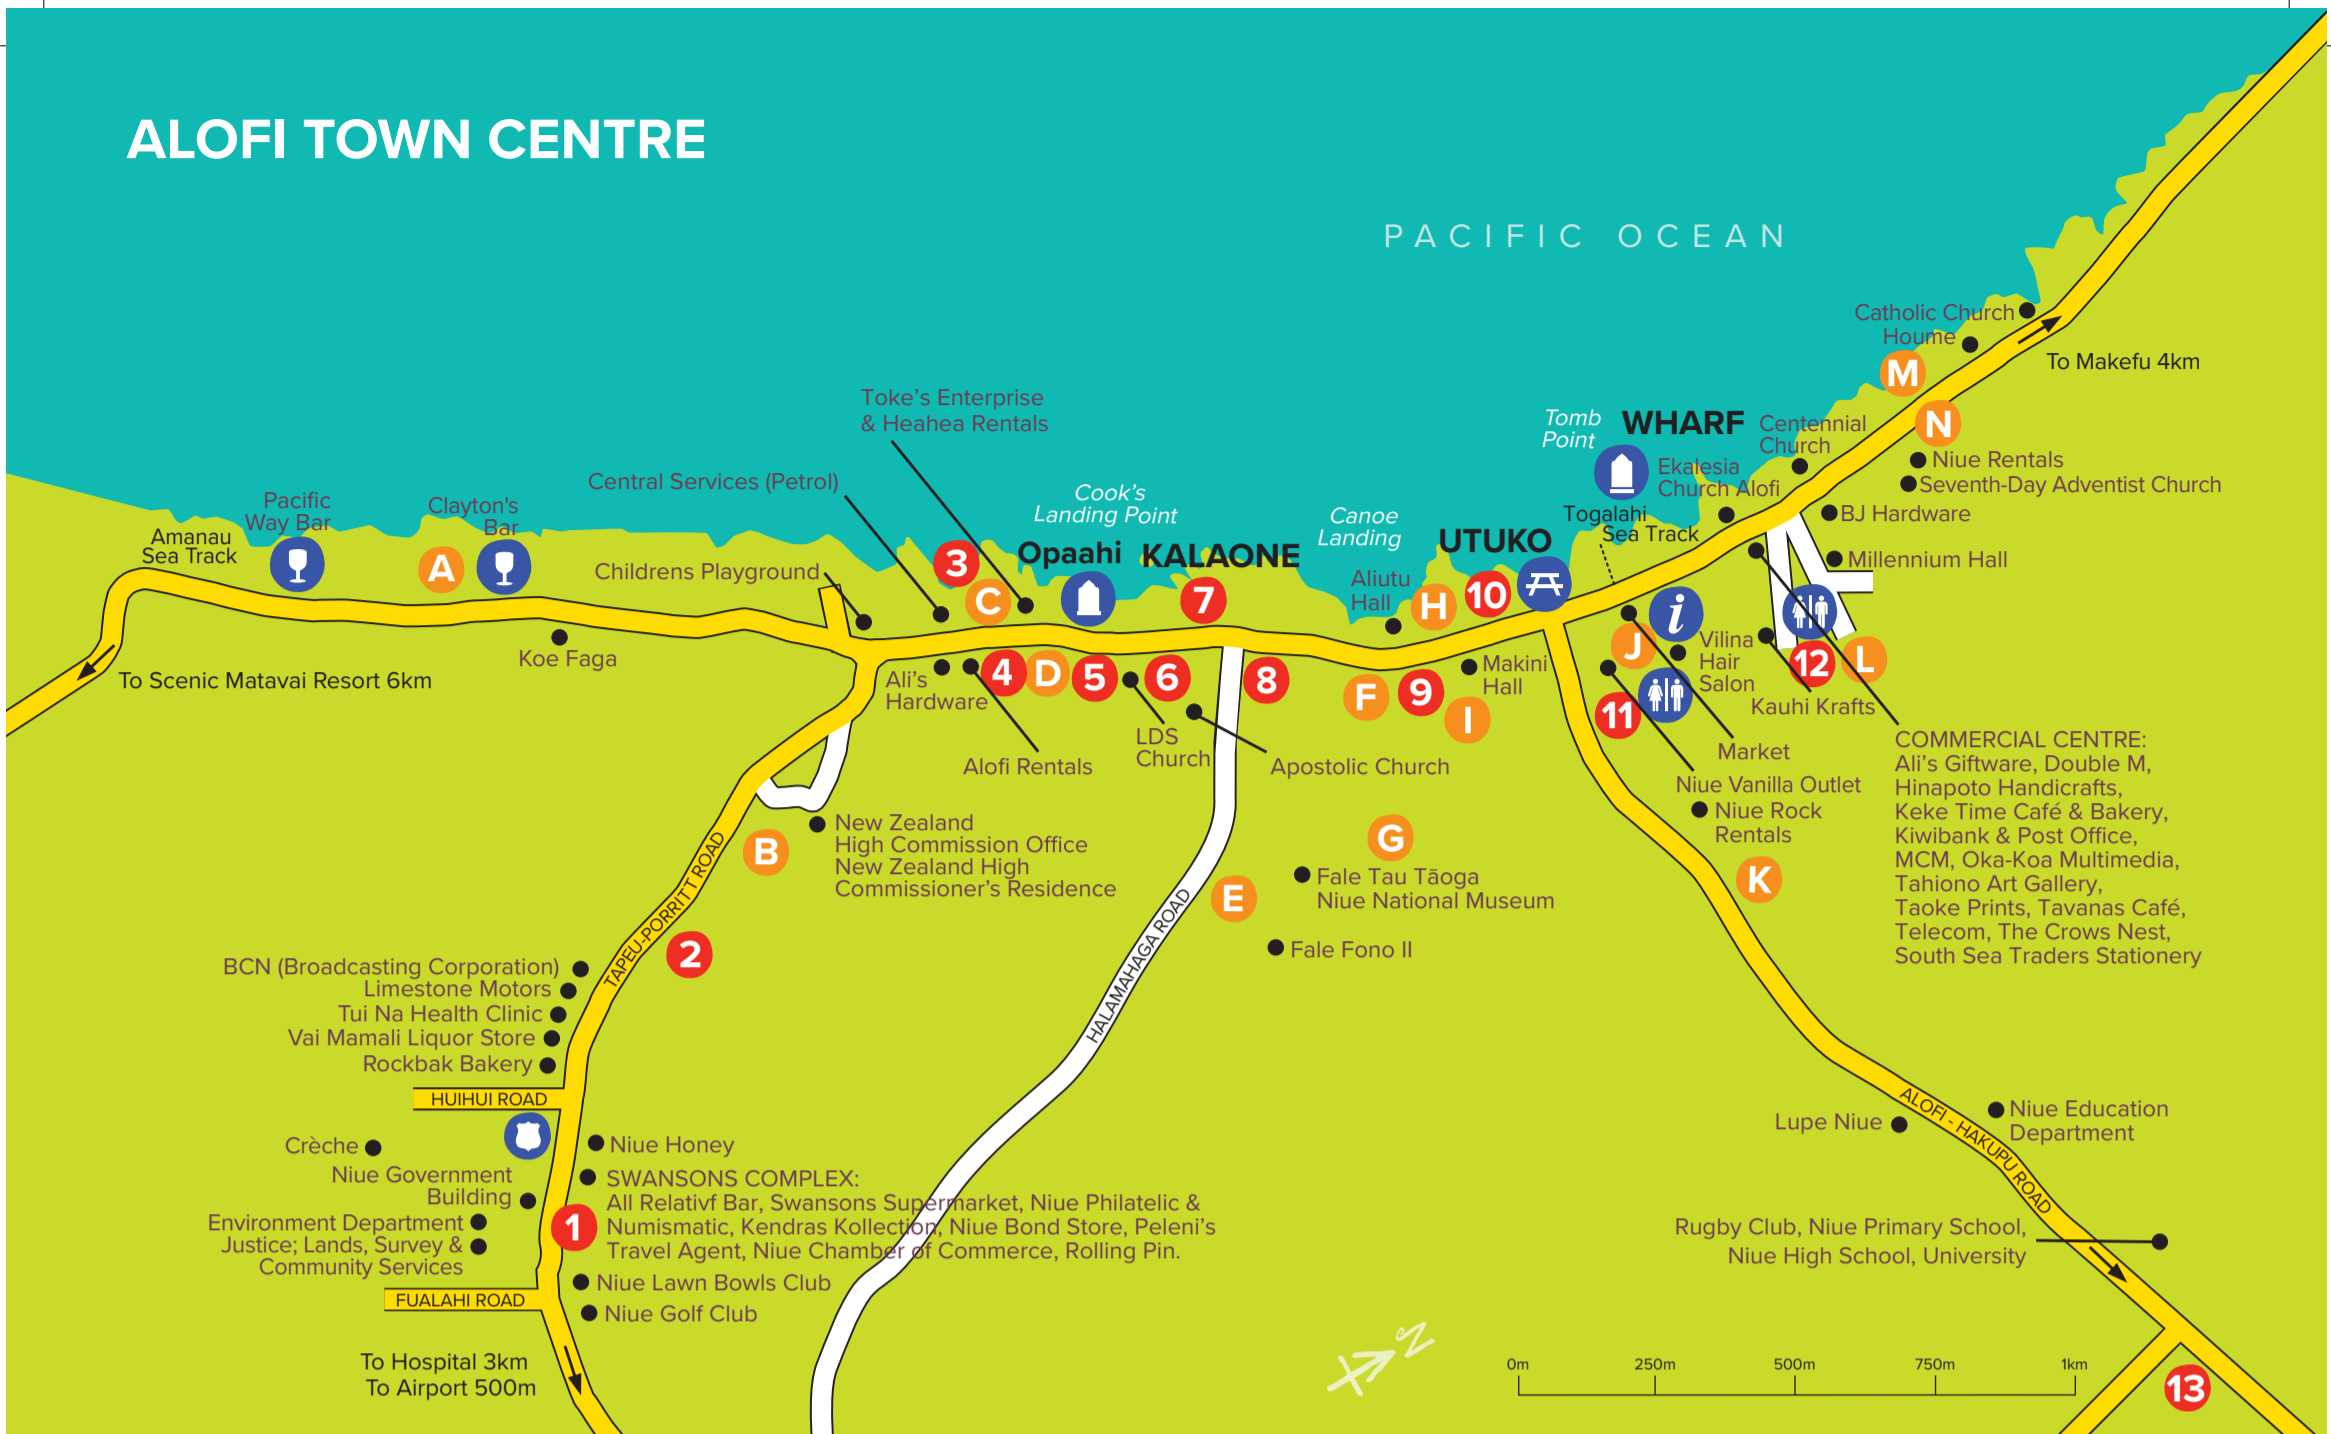 ALOFI TOWN CENTRE
PACIFIC OCEAN
Catholic Church
Houme
M
To Makefu 4km
N
Toke's Enterprise
& Heahea Rentals
Tomb
Point
WHARF
Centennial
Church
Niue Rentals
Seventh-Day Adventist Church
Ekalesia
Church Alofi
Central Services (Petrol)
Cook's
Landing Point
Pacific
Way Bar
Clayton's
Bar
Canoe
Landing
Togalahi
Sea Track
BJ Hardware
Amanau
Sea Track
A
3
C
Opaahi
KALAONE
7
UTUKO
Millennium Hall
Childrens Playground
Aliutu
Hall
H
10
i
J
Vilina
Hair
Salon
12
L
Koe Faga
To Scenic Matavai Resort 6km
Ali's
Hardware
4
D
5
6
8
F
9
I
Makini
Hall
11
Kauhi Krafts
LDS
Church
Alofi Rentals
Apostolic Church
Market
Niue Vanilla Outlet
Niue Rock
Rentals
COMMERCIAL CENTRE:
Ali's Giftware, Double M,
Hinapoto Handicrafts,
Keke Time Café & Bakery,
Kiwibank & Post Office,
MCM, Oka-Koa Multimedia,
Tahiono Art Gallery,
Taoke Prints, Tavanas Café,
Telecom, The Crows Nest,
South Sea Traders Stationery
B
New Zealand
High Commission Office
New Zealand High
Commissioner's Residence
G
E
Fale Tau Tāoga
Niue National Museum
K
Fale Fono II
TAPEU-PORRITT ROAD
2
HALAMAHAGA ROAD
BCN (Broadcasting Corporation)
Limestone Motors
Tui Na Health Clinic
Vai Mamali Liquor Store
Rockbak Bakery
HUIHUI ROAD
Crèche
Niue Government
Building
Environment Department
Justice; Lands, Survey &
Community Services
FUALAHI ROAD
Niue Honey
SWANSONS COMPLEX:
All Relativf Bar, Swansons Supermarket, Niue Philatelic &
Numismatic, Kendras Kollection, Niue Bond Store, Peleni's
Travel Agent, Niue Chamber of Commerce, Rolling Pin.
1
Niue Lawn Bowls Club
Niue Golf Club
To Hospital 3km
To Airport 500m
ALOFI - HAKUPU ROAD
Lupe Niue
Niue Education
Department
Rugby Club, Niue Primary School,
Niue High School, University
N
0m 250m 500m 750m 1km
13